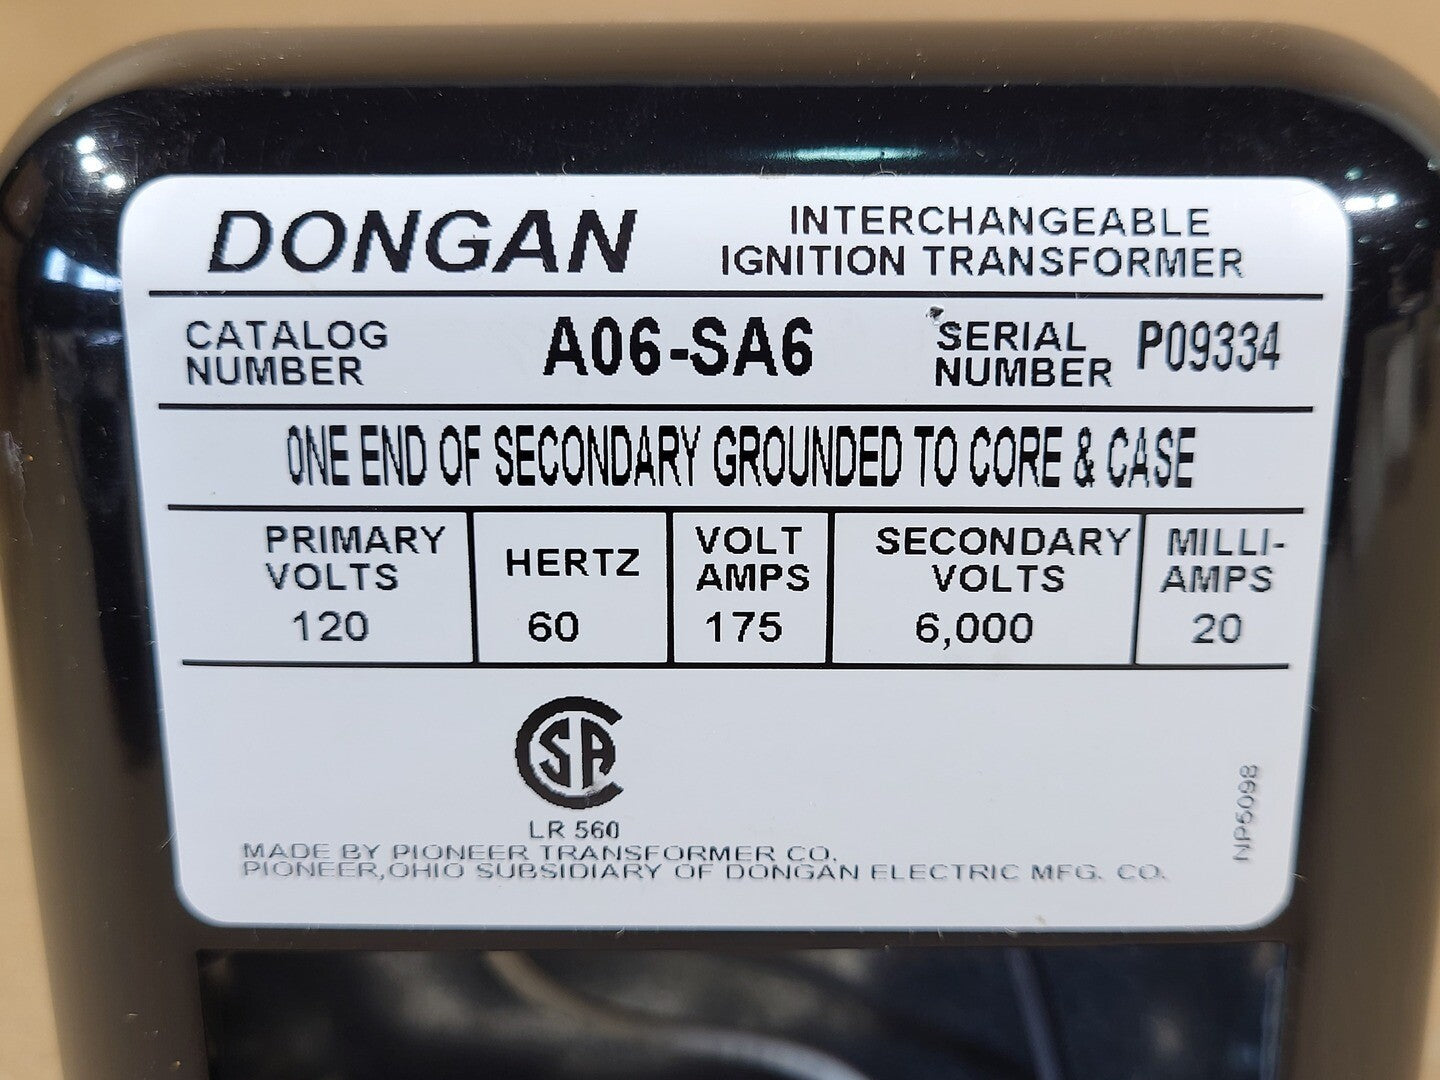 DONGAN
INTERCHANGEABLE
IGNITION TRANSFORMER
CATALOG
NUMBER
A06-SA6
SERIAL
NUMBER
P09334
ONE END OF SECONDARY GROUNDED TO CORE & CASE
PRIMARY
VOLTS
120
HERTZ
60
VOLT
AMPS
175
SECONDARY
VOLTS
6,000
MILLI-
AMPS
20
SA
LR 560
MADE BY PIONEER TRANSFORMER CO.
PIONEER,OHIO SUBSIDIARY OF DONGAN ELECTRIC MFG. CO.
NP5098